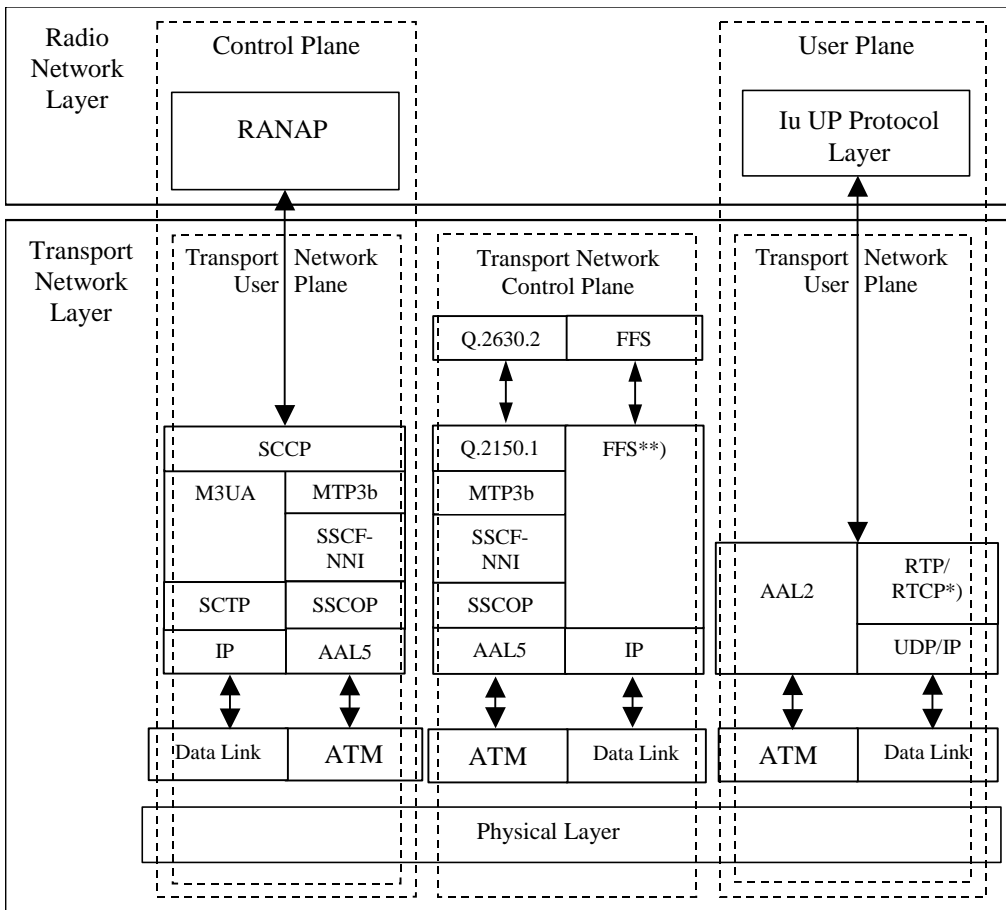 Radio
Network
Layer
Control Plane
User Plane
RANAP
Iu UP Protocol
Layer
Transport
Network
Layer
Transport Network
User Plane
Transport Network
Control Plane
Transport Network
User Plane
Q.2630.2
FFS
SCCP
M3UA
MTP3b
SSCF-
NNI
SCTP
SSCOP
IP
AAL5
Q.2150.1
FFS**)
MTP3b
SSCF-
NNI
SSCOP
AAL5
IP
AAL2
RTP/
RTCP*)
UDP/IP
Data Link
ATM
ATM
Data Link
ATM
Data Link
Physical Layer